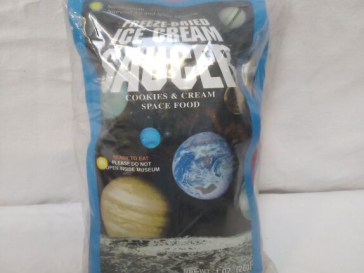 FREEZE-DRIED
ICE CREAM
SAUCER
COOKIES & CREAM
SPACE FOOD
READY TO EAT
PLEASE DO NOT
OPEN INSIDE MUSEUM